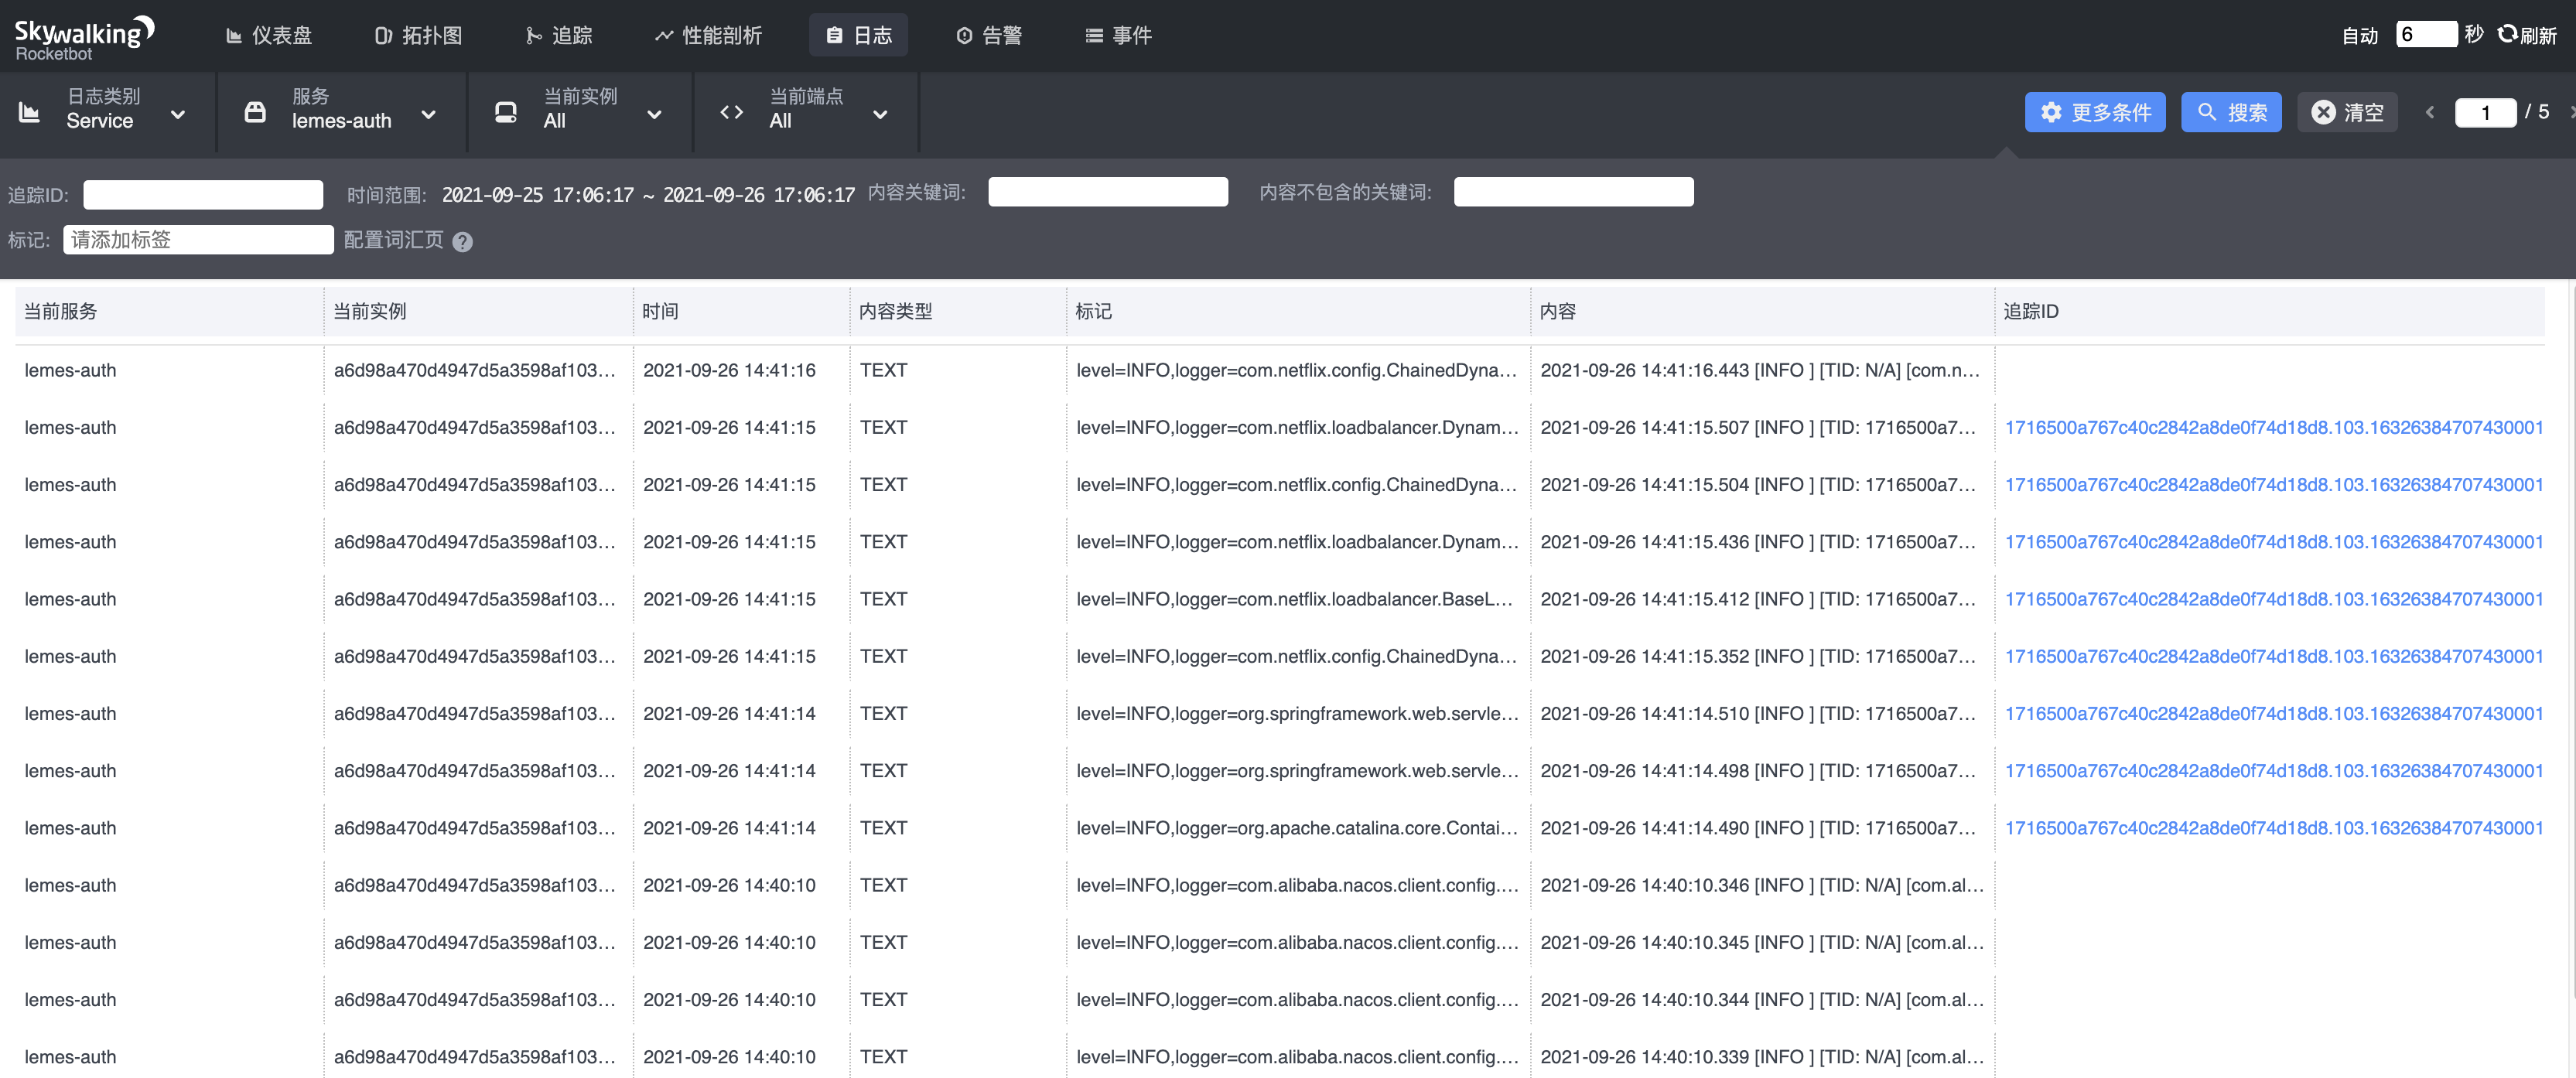 Skywalking
Rocketbot
仪表盘 拓扑图 追踪 性能剖析 日志 告警 事件
自动 6 秒 刷新
日志类别 服务 当前实例 当前端点
Service lemes-auth All All
更多条件 搜索 清空 1 / 5
追踪ID: 时间范围: 2021-09-25 17:06:17 ~ 2021-09-26 17:06:17 内容关键词: 内容不包含的关键词:
标记: 请添加标签 配置词汇页 ?
当前服务 当前实例 时间 内容类型 标记 内容 追踪ID
lemes-auth a6d98a470d4947d5a3598af103... 2021-09-26 14:41:16 TEXT level=INFO,logger=com.netflix.config.ChainedDyna... 2021-09-26 14:41:16.443 [INFO ] [TID: N/A] [com.n...
lemes-auth a6d98a470d4947d5a3598af103... 2021-09-26 14:41:15 TEXT level=INFO,logger=com.netflix.loadbalancer.Dynam... 2021-09-26 14:41:15.507 [INFO ] [TID: 1716500a7... 1716500a767c40c2842a8de0f74d18d8.103.16326384707430001
lemes-auth a6d98a470d4947d5a3598af103... 2021-09-26 14:41:15 TEXT level=INFO,logger=com.netflix.config.ChainedDyna... 2021-09-26 14:41:15.504 [INFO ] [TID: 1716500a7... 1716500a767c40c2842a8de0f74d18d8.103.16326384707430001
lemes-auth a6d98a470d4947d5a3598af103... 2021-09-26 14:41:15 TEXT level=INFO,logger=com.netflix.loadbalancer.Dynam... 2021-09-26 14:41:15.436 [INFO ] [TID: 1716500a7... 1716500a767c40c2842a8de0f74d18d8.103.16326384707430001
lemes-auth a6d98a470d4947d5a3598af103... 2021-09-26 14:41:15 TEXT level=INFO,logger=com.netflix.loadbalancer.BaseL... 2021-09-26 14:41:15.412 [INFO ] [TID: 1716500a7... 1716500a767c40c2842a8de0f74d18d8.103.16326384707430001
lemes-auth a6d98a470d4947d5a3598af103... 2021-09-26 14:41:15 TEXT level=INFO,logger=com.netflix.config.ChainedDyna... 2021-09-26 14:41:15.352 [INFO ] [TID: 1716500a7... 1716500a767c40c2842a8de0f74d18d8.103.16326384707430001
lemes-auth a6d98a470d4947d5a3598af103... 2021-09-26 14:41:14 TEXT level=INFO,logger=org.springframework.web.servle... 2021-09-26 14:41:14.510 [INFO ] [TID: 1716500a7... 1716500a767c40c2842a8de0f74d18d8.103.16326384707430001
lemes-auth a6d98a470d4947d5a3598af103... 2021-09-26 14:41:14 TEXT level=INFO,logger=org.springframework.web.servle... 2021-09-26 14:41:14.498 [INFO ] [TID: 1716500a7... 1716500a767c40c2842a8de0f74d18d8.103.16326384707430001
lemes-auth a6d98a470d4947d5a3598af103... 2021-09-26 14:41:14 TEXT level=INFO,logger=org.apache.catalina.core.Contai... 2021-09-26 14:41:14.490 [INFO ] [TID: 1716500a7... 1716500a767c40c2842a8de0f74d18d8.103.16326384707430001
lemes-auth a6d98a470d4947d5a3598af103... 2021-09-26 14:40:10 TEXT level=INFO,logger=com.alibaba.nacos.client.config.... 2021-09-26 14:40:10.346 [INFO ] [TID: N/A] [com.al...
lemes-auth a6d98a470d4947d5a3598af103... 2021-09-26 14:40:10 TEXT level=INFO,logger=com.alibaba.nacos.client.config.... 2021-09-26 14:40:10.345 [INFO ] [TID: N/A] [com.al...
lemes-auth a6d98a470d4947d5a3598af103... 2021-09-26 14:40:10 TEXT level=INFO,logger=com.alibaba.nacos.client.config.... 2021-09-26 14:40:10.344 [INFO ] [TID: N/A] [com.al...
lemes-auth a6d98a470d4947d5a3598af103... 2021-09-26 14:40:10 TEXT level=INFO,logger=com.alibaba.nacos.client.config.... 2021-09-26 14:40:10.339 [INFO ] [TID: N/A] [com.al...